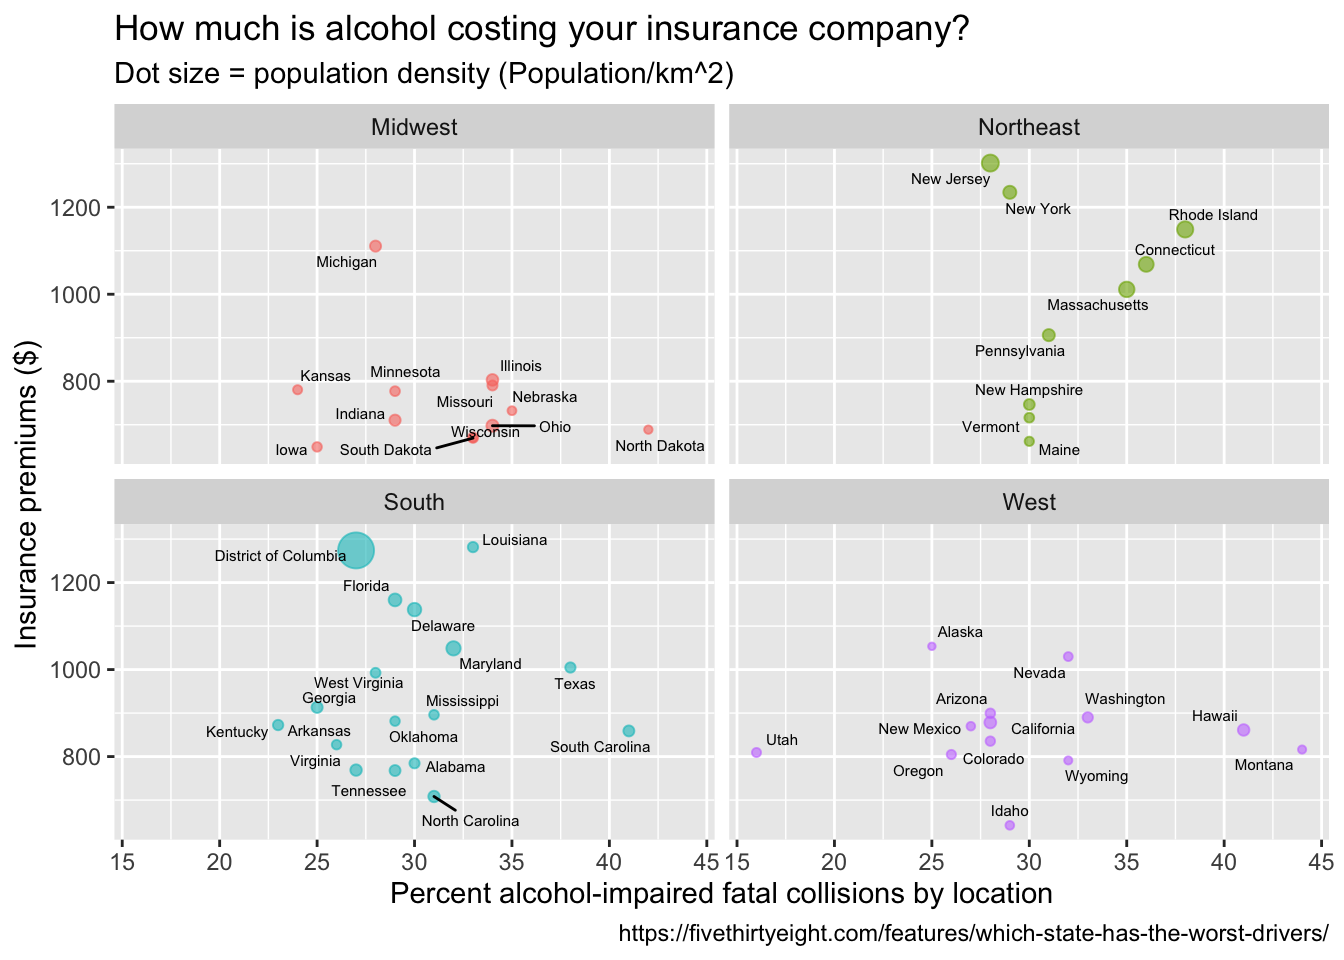 How much is alcohol costing your insurance company?
Dot size = population density (Population/km^2)
Midwest
Northeast
Insurance premiums ($)
1200
1000
800
Michigan
Kansas
Minnesota
Illinois
Indiana
Missouri
Nebraska
Wisconsin
Ohio
Iowa
South Dakota
North Dakota
New Jersey
New York
Rhode Island
Connecticut
Massachusetts
Pennsylvania
New Hampshire
Vermont
Maine
South
West
1200
1000
800
District of Columbia
Louisiana
Florida
Delaware
Maryland
Texas
West Virginia
Georgia
Mississippi
Kentucky
Arkansas
Oklahoma
South Carolina
Virginia
Alabama
Tennessee
North Carolina
Alaska
Nevada
Arizona
Washington
New Mexico
California
Hawaii
Utah
Oregon
Colorado
Wyoming
Montana
Idaho
15 20 25 30 35 40 45
15 20 25 30 35 40 45
Percent alcohol-impaired fatal collisions by location
https://fivethirtyeight.com/features/which-state-has-the-worst-drivers/